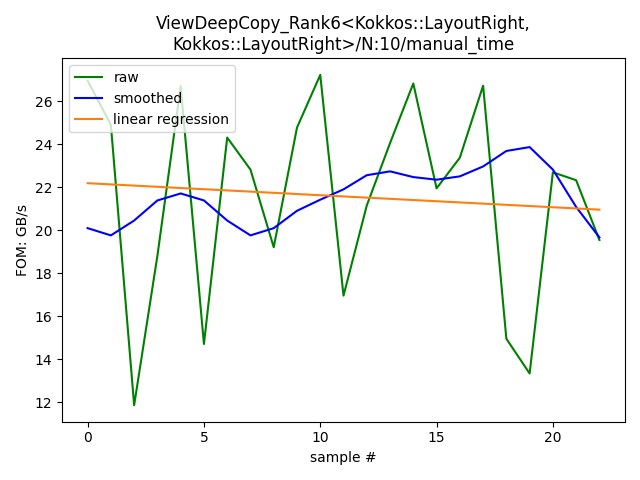 ViewDeepCopy_Rank6<Kokkos::LayoutRight,
Kokkos::LayoutRight>/N:10/manual_time
raw
smoothed
linear regression
FOM: GB/s
26
24
22
20
18
16
14
12
0
5
10
15
20
sample #